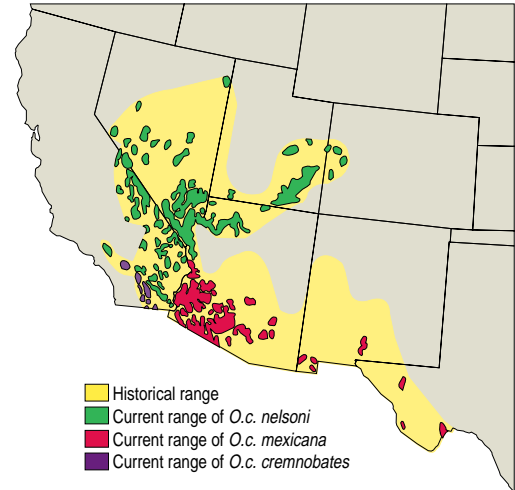 Historical range
Current range of O.c. nelsoni
Current range of O.c. mexicana
Current range of O.c. cremnobates